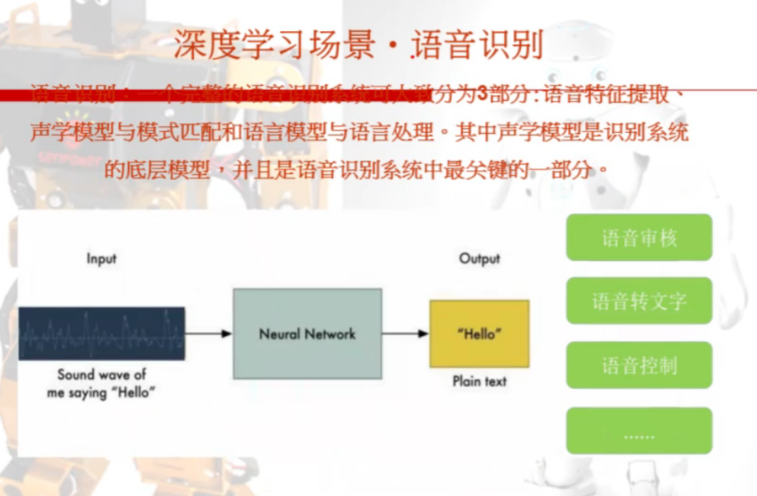 深度学习场景·语音识别
语音识别:一个完整的语音识别系统可大致分为3部分:语音特征提取、
声学模型与模式匹配和语言模型与语言处理。其中声学模型是识别系统
的底层模型,并且是语音识别系统中最关键的一部分。
Input
Output
Neural Network
“Hello”
Sound wave of
me saying “Hello”
Plain text
语音审核
语音转文字
语音控制
......